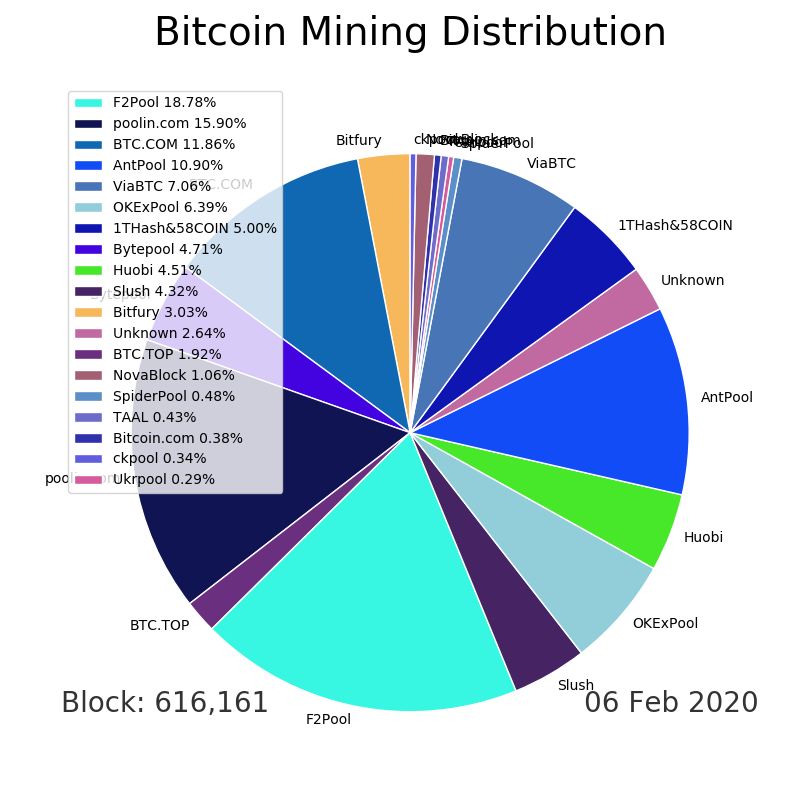 Bitcoin Mining Distribution
F2Pool 18.78%
poolin.COM 15.90%
BTC.COM 11.86%
AntPool 10.90%
ViaBTC 7.06%
OKExPool 6.39%
1THash&58COIN 5.00%
Bytepool 4.71%
Huobi 4.51%
Slush 4.32%
Bitfury 3.03%
Unknown 2.64%
BTC.TOP 1.92%
NovaBlock 1.06%
SpiderPool 0.48%
TAAL 0.43%
Bitcoin.com 0.38%
ckpool 0.34%
Ukrpool 0.29%
Bitfury
ViaBTC
BTC.COM
1THash&58COIN
Unknown
Bytepool
AntPool
Huobi
OKExPool
BTC.TOP
Slush
F2Pool
Block: 616,161
06 Feb 2020